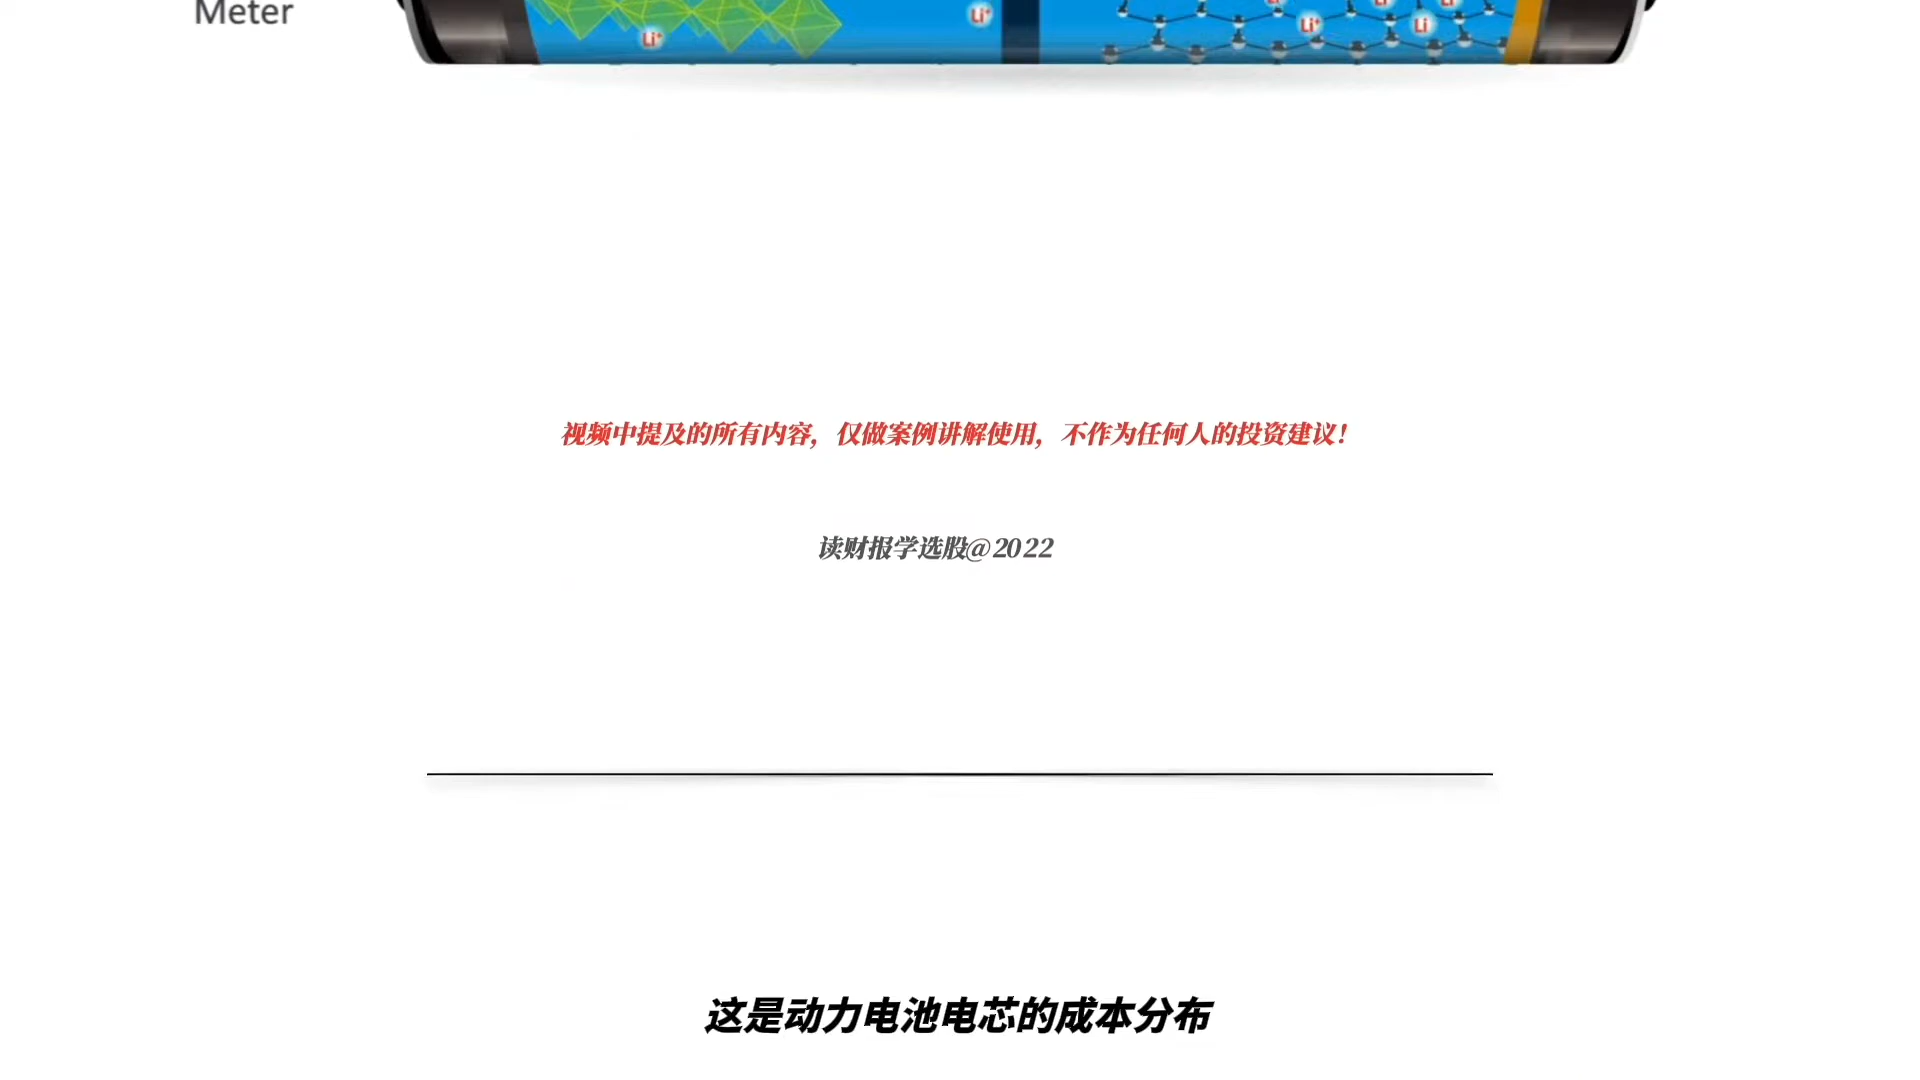 Meter
Li⁺
Li⁺
Li⁺
Li
视频中提及的所有内容，仅做案例讲解使用，不作为任何人的投资建议！
读财报学选股@2022
这是动力电池电芯的成本分布